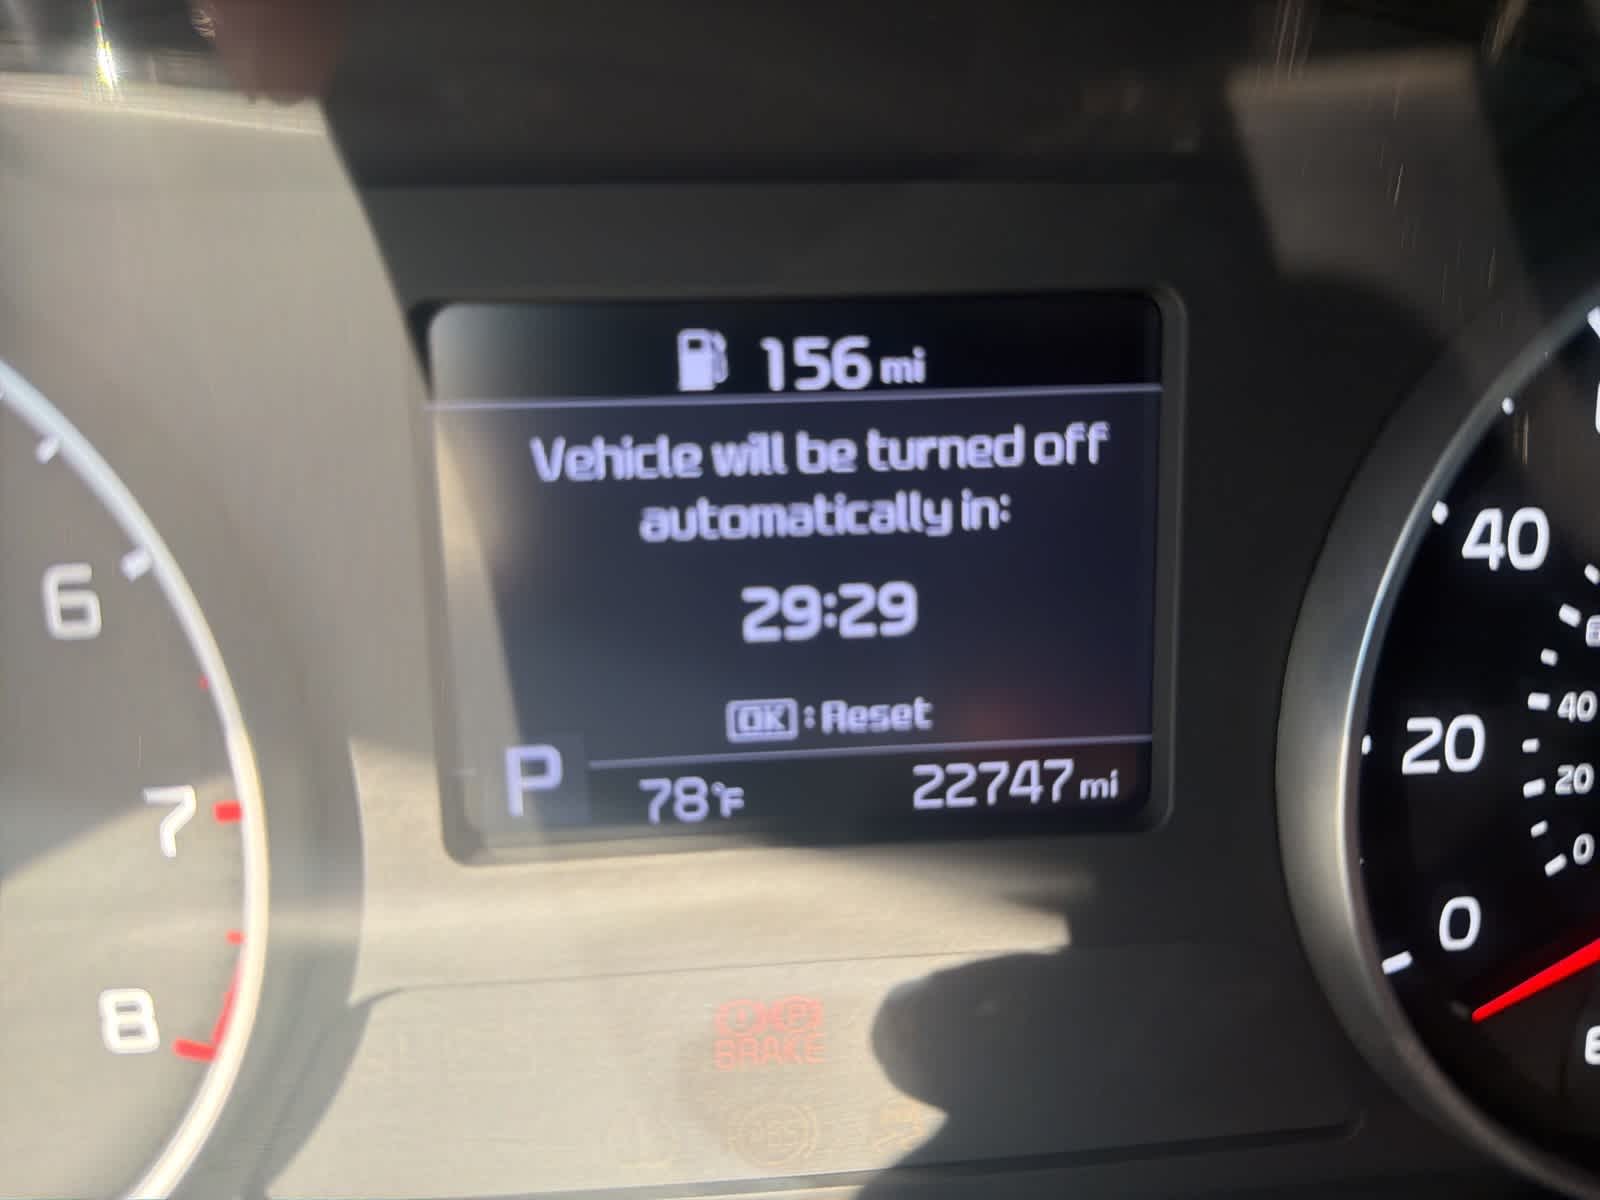 156 mi
Vehicle will be turned off
automatically in:
29:29
OK : Reset
P 78°F 22747 mi
6
7
8
BRAKE
ABS
40
20
0
40
20
0